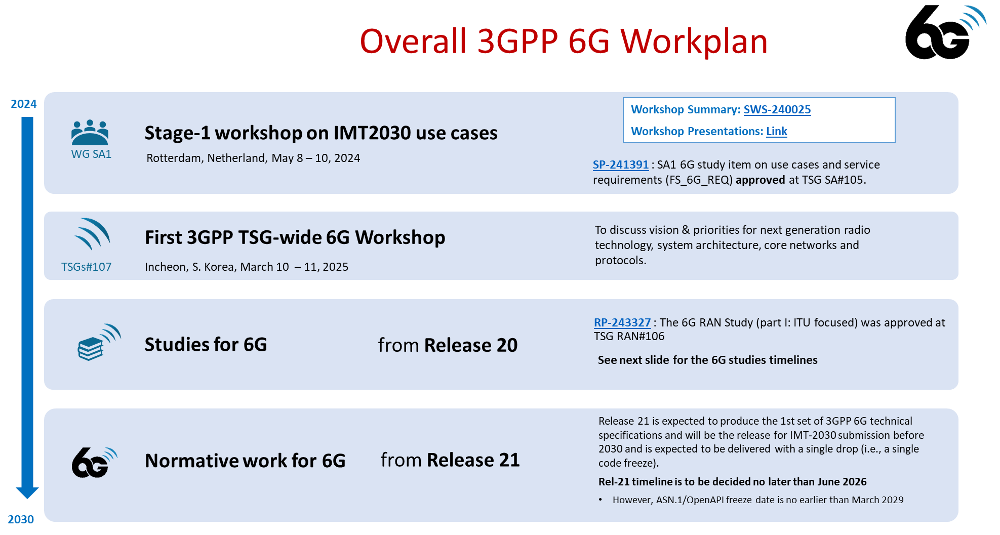 Overall 3GPP 6G Workplan
6G
2024
WG SA1
Stage-1 workshop on IMT2030 use cases
Rotterdam, Netherland, May 8 – 10, 2024
Workshop Summary: SWS-240025
Workshop Presentations: Link
SP-241391 : SA1 6G study item on use cases and service
requirements (FS_6G_REQ) approved at TSG SA#105.
TSGs#107
First 3GPP TSG-wide 6G Workshop
Incheon, S. Korea, March 10 – 11, 2025
To discuss vision & priorities for next generation radio
technology, system architecture, core networks and
protocols.
Studies for 6G
from Release 20
RP-243327 : The 6G RAN Study (part I: ITU focused) was approved at
TSG RAN#106
See next slide for the 6G studies timelines
6G
Normative work for 6G
from Release 21
Release 21 is expected to produce the 1st set of 3GPP 6G technical
specifications and will be the release for IMT-2030 submission before
2030 and is expected to be delivered with a single drop (i.e., a single
code freeze).
Rel-21 timeline is to be decided no later than June 2026
• However, ASN.1/OpenAPI freeze date is no earlier than March 2029
2030